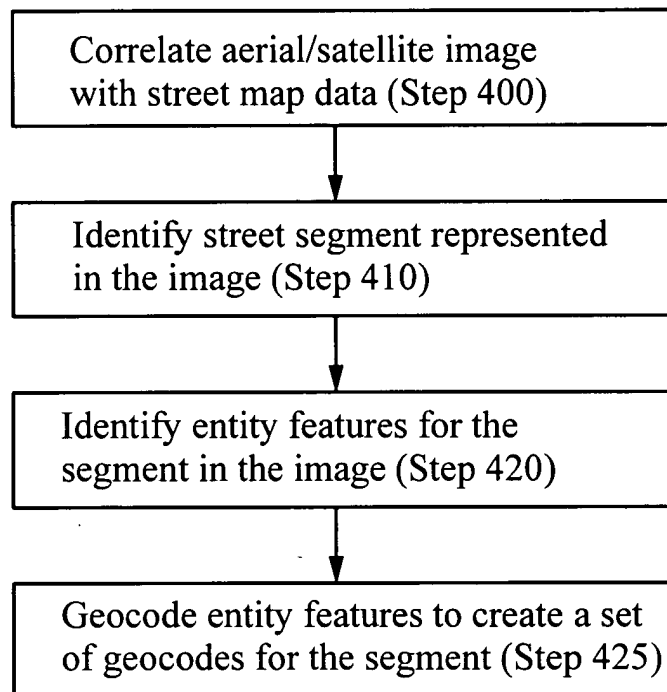 Correlate aerial/satellite image
with street map data (Step 400)
Identify street segment represented
in the image (Step 410)
Identify entity features for the
segment in the image (Step 420)
Geocode entity features to create a set
of geocodes for the segment (Step 425)